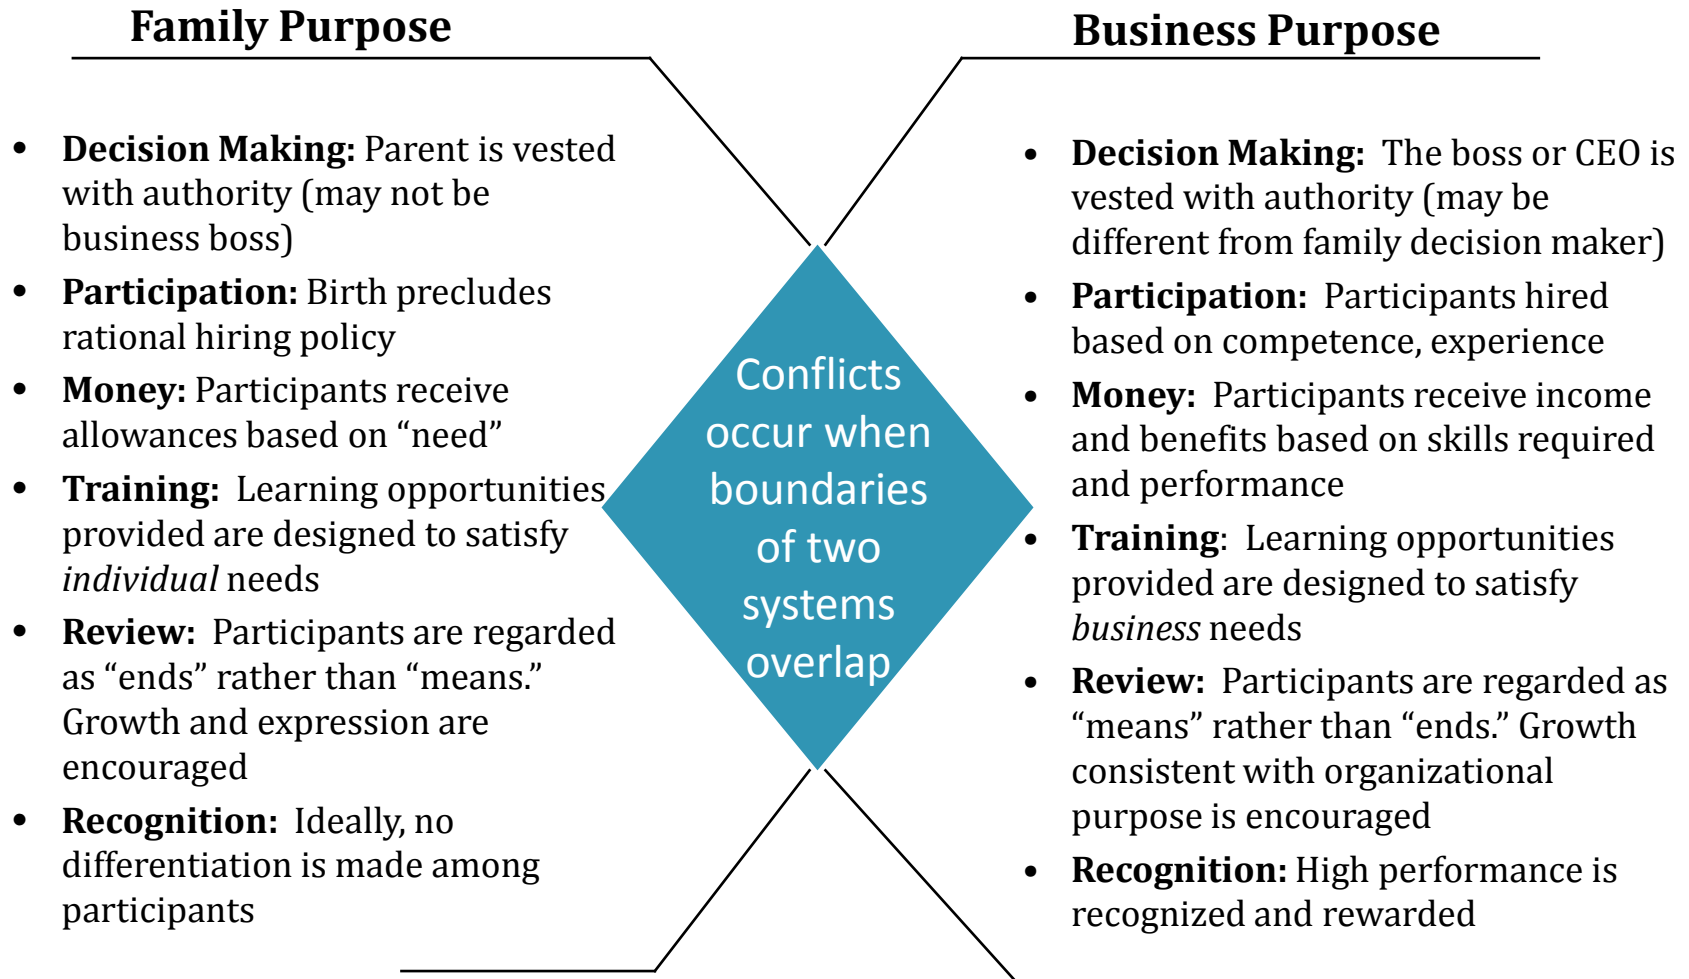 Family Purpose
• Decision Making: Parent is vested
with authority (may not be
business boss)
• Participation: Birth precludes
rational hiring policy
• Money: Participants receive
allowances based on “need”
• Training:  Learning opportunities
provided are designed to satisfy
individual needs
• Review:  Participants are regarded
as “ends” rather than “means.”
Growth and expression are
encouraged
• Recognition:  Ideally, no
differentiation is made among
participants
Conflicts
occur when
boundaries
of two
systems
overlap
Business Purpose
• Decision Making:  The boss or CEO is
vested with authority (may be
different from family decision maker)
• Participation:  Participants hired
based on competence, experience
• Money:  Participants receive income
and benefits based on skills required
and performance
• Training:  Learning opportunities
provided are designed to satisfy
business needs
• Review:  Participants are regarded as
“means” rather than “ends.” Growth
consistent with organizational
purpose is encouraged
• Recognition: High performance is
recognized and rewarded